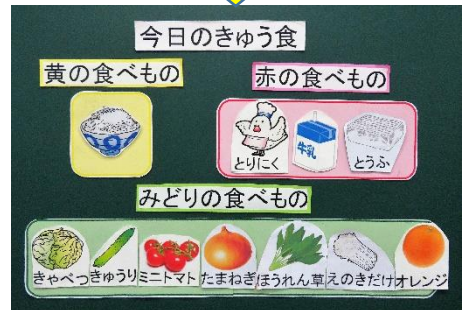 今日のきゅう食
黄の食べもの
赤の食べもの
とりにく
牛乳
とうふ
みどりの食べもの
きゃべつ
きゅうり
ミニトマト
たまねぎ
ほうれん草
えのきだけ
オレンジ